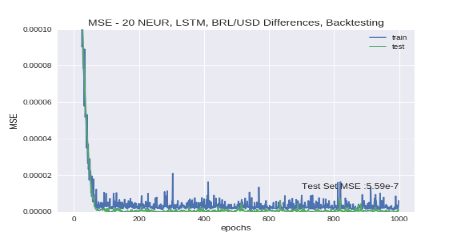 MSE - 20 NEUR, LSTM, BRL/USD Differences, Backtesting
0.00010
train
test
0.00008
0.00006
MSE
0.00004
0.00002
Test Set MSE :5.59e-7
0.00000
0 200 400 600 800 1000
epochs